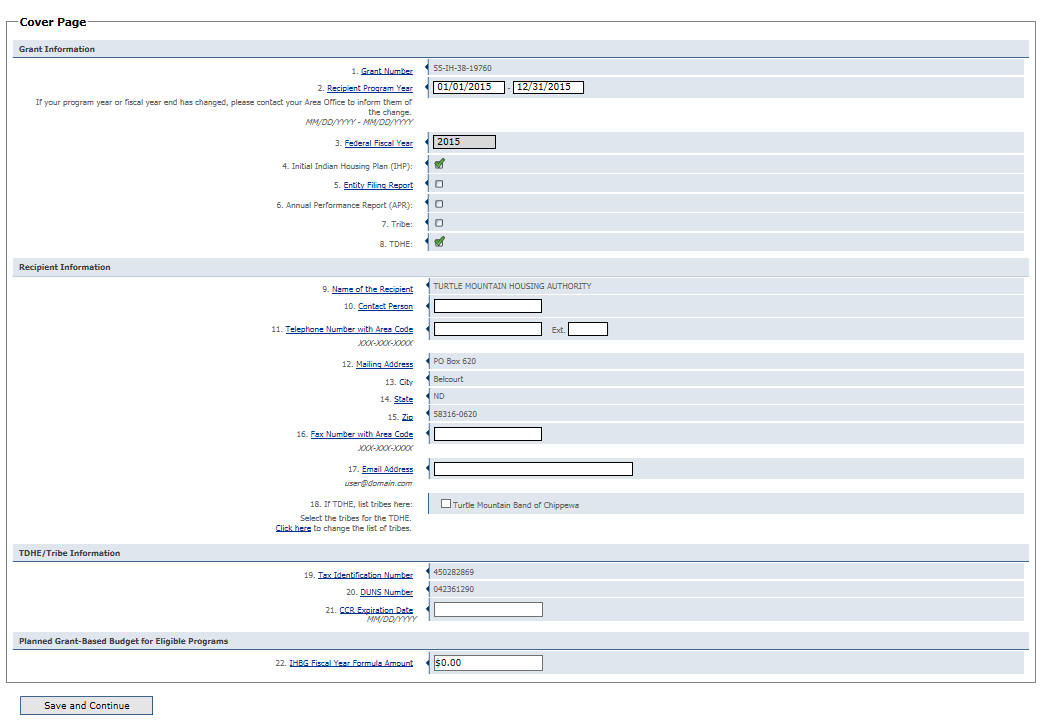 Cover Page
Grant Information
1. Grant Number 55-IH-38-19760
2. Recipient Program Year 01/01/2015 - 12/31/2015
If your program year or fiscal year end has changed, please contact your Area Office to inform them of
the change.
MM/DD/YYYY - MM/DD/YYYY
3. Federal Fiscal Year 2015
4. Initial Indian Housing Plan (IHP):
5. Entity Filing Report
6. Annual Performance Report (APR):
7. Tribe:
8. TDHE:
Recipient Information
9. Name of the Recipient TURTLE MOUNTAIN HOUSING AUTHORITY
10. Contact Person
11. Telephone Number with Area Code Ext.
XXX-XXX-XXXX
12. Mailing Address PO Box 620
13. City Belcourt
14. State ND
15. Zip 58316-0620
16. Fax Number with Area Code
XXX-XXX-XXXX
17. Email Address
user@domain.com
18. If TDHE, list tribes here: Turtle Mountain Band of Chippewa
Select the tribes for the TDHE.
Click here to change the list of tribes.
TDHE/Tribe Information
19. Tax Identification Number 450282869
20. DUNS Number 042361290
21. CCR Expiration Date
MM/DD/YYYY
Planned Grant-Based Budget for Eligible Programs
22. IHBG Fiscal Year Formula Amount $0.00
Save and Continue